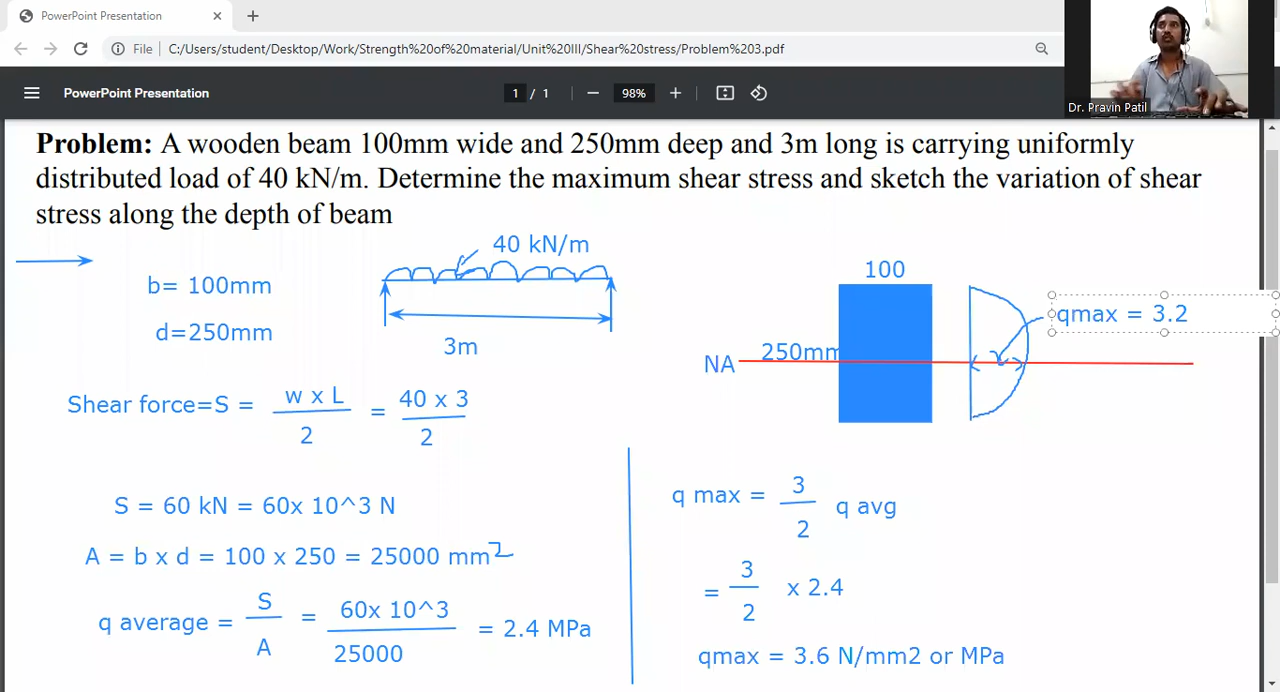 PowerPoint Presentation
File
C:/Users/student/Desktop/Work/Strength%20of%20material/Unit%20III/Shear%20stress/Problem%203.pdf
PowerPoint Presentation
1 / 1
98%
Dr. Pravin Patil
Problem: A wooden beam 100mm wide and 250mm deep and 3m long is carrying uniformly
distributed load of 40 kN/m. Determine the maximum shear stress and sketch the variation of shear
stress along the depth of beam
40 kN/m
b= 100mm
d=250mm
3m
100
250mm
NA
qmax = 3.2
Shear force=S = w x L / 2 = 40 x 3 / 2
S = 60 kN = 60x 10^3 N
A = b x d = 100 x 250 = 25000 mm2
q average = S / A = 60x 10^3 / 25000 = 2.4 MPa
q max = 3 / 2 q avg
= 3 / 2 x 2.4
qmax = 3.6 N/mm2 or MPa